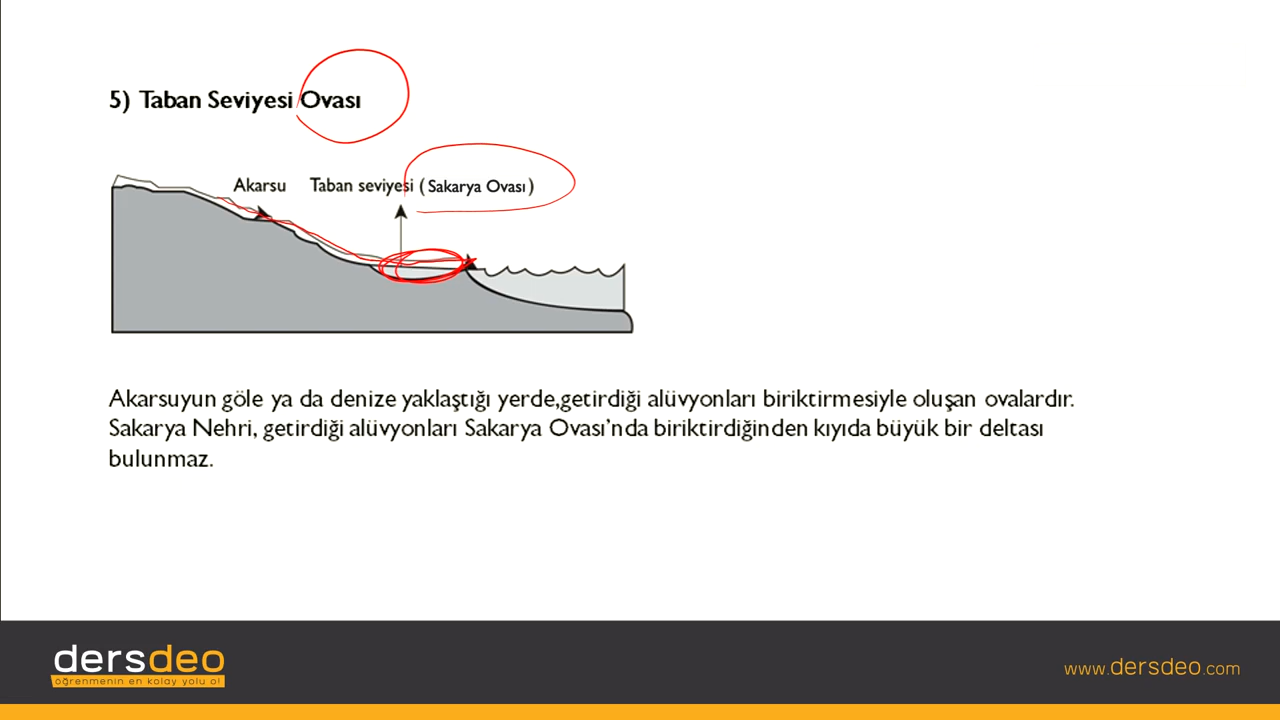 5) Taban Seviyesi Ovası
Akarsu Taban seviyesi (Sakarya Ovası)
Akarsuyun göle ya da denize yaklaştığı yerde,getirdiği alüvyonları biriktirmesiyle oluşan ovalardır.
Sakarya Nehri, getirdiği alüvyonları Sakarya Ovası'nda biriktirdiğinden kıyıda büyük bir deltası
bulunmaz.
dersdeo
öğrenmenin en kolay yolu o!
www.dersdeo.com